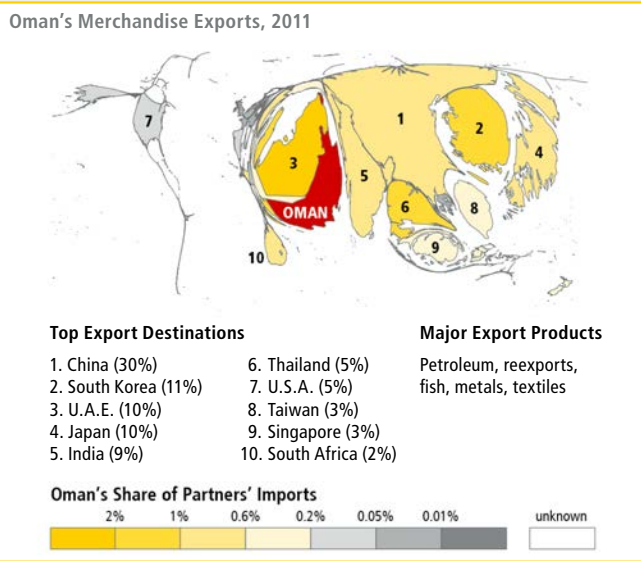 Oman's Merchandise Exports, 2011
7
1
2
3
4
5
OMAN
6
8
9
10
Top Export Destinations
1. China (30%)
2. South Korea (11%)
3. U.A.E. (10%)
4. Japan (10%)
5. India (9%)
6. Thailand (5%)
7. U.S.A. (5%)
8. Taiwan (3%)
9. Singapore (3%)
10. South Africa (2%)
Major Export Products
Petroleum, reexports,
fish, metals, textiles
Oman's Share of Partners' Imports
2% 1% 0.6% 0.2% 0.05% 0.01% unknown